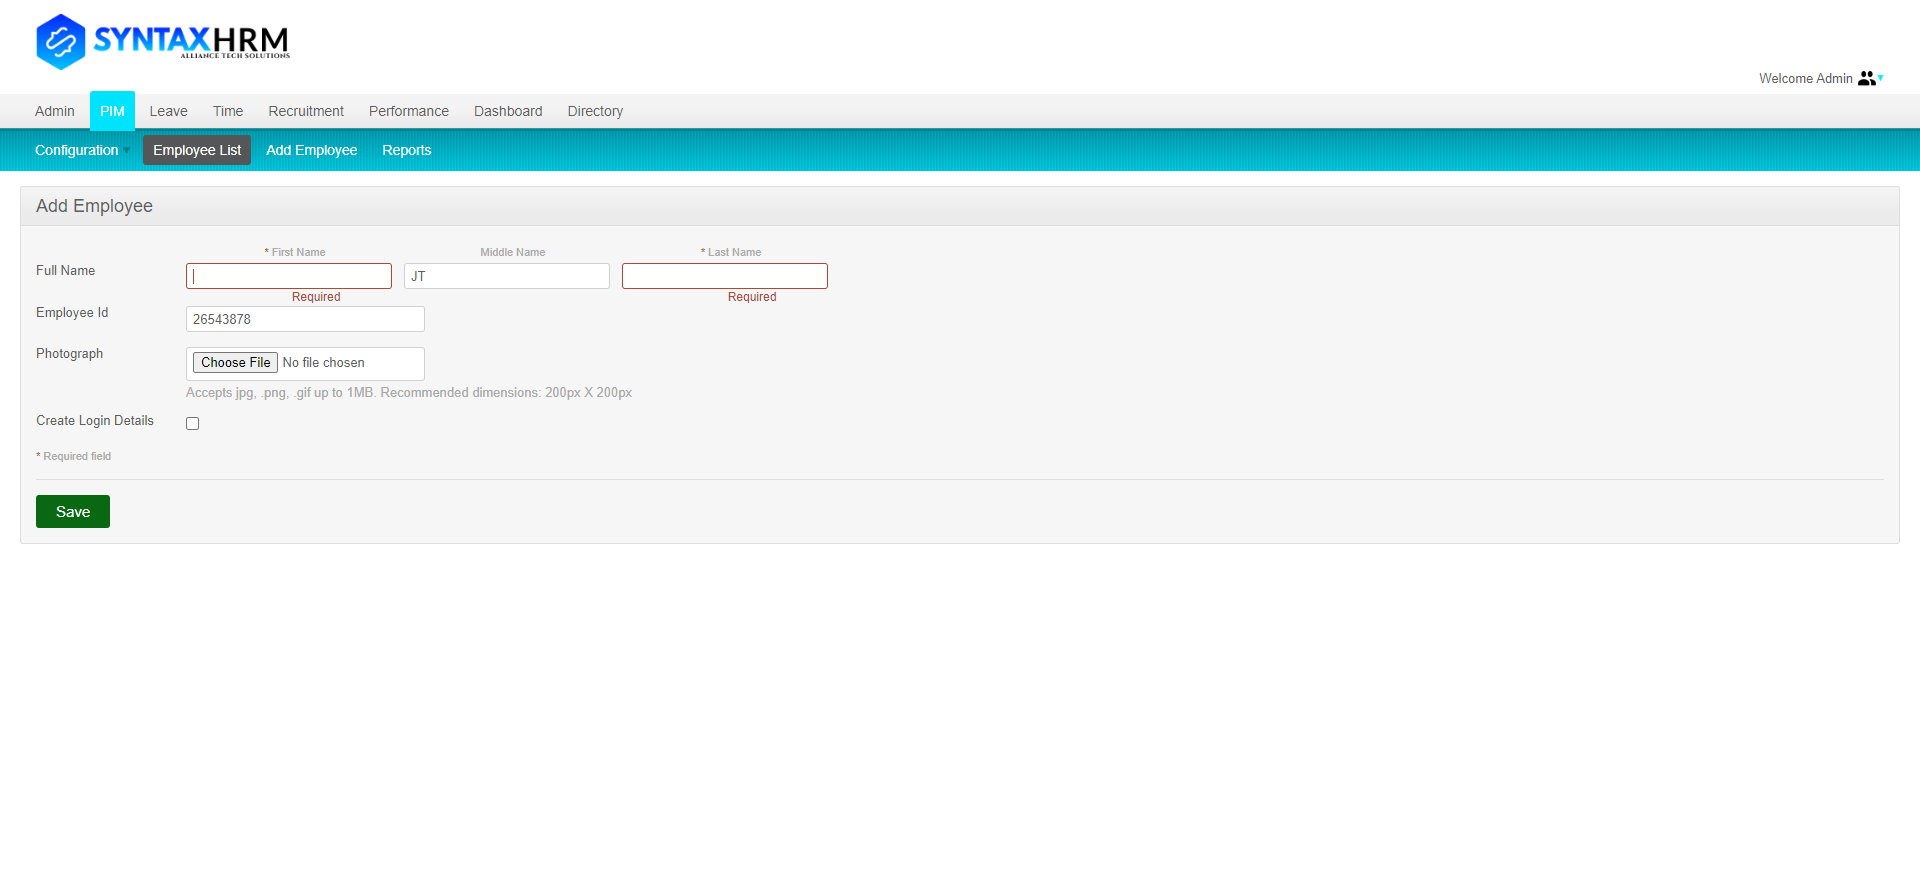 SYNTAXHRM
ALLIANCE TECH SOLUTIONS
Welcome Admin
Admin PIM Leave Time Recruitment Performance Dashboard Directory
Configuration Employee List Add Employee Reports
Add Employee
* First Name Middle Name * Last Name
Full Name JT
Required Required
Employee Id 26543878
Photograph Choose File No file chosen
Accepts jpg, .png, .gif up to 1MB. Recommended dimensions: 200px X 200px
Create Login Details
* Required field
Save